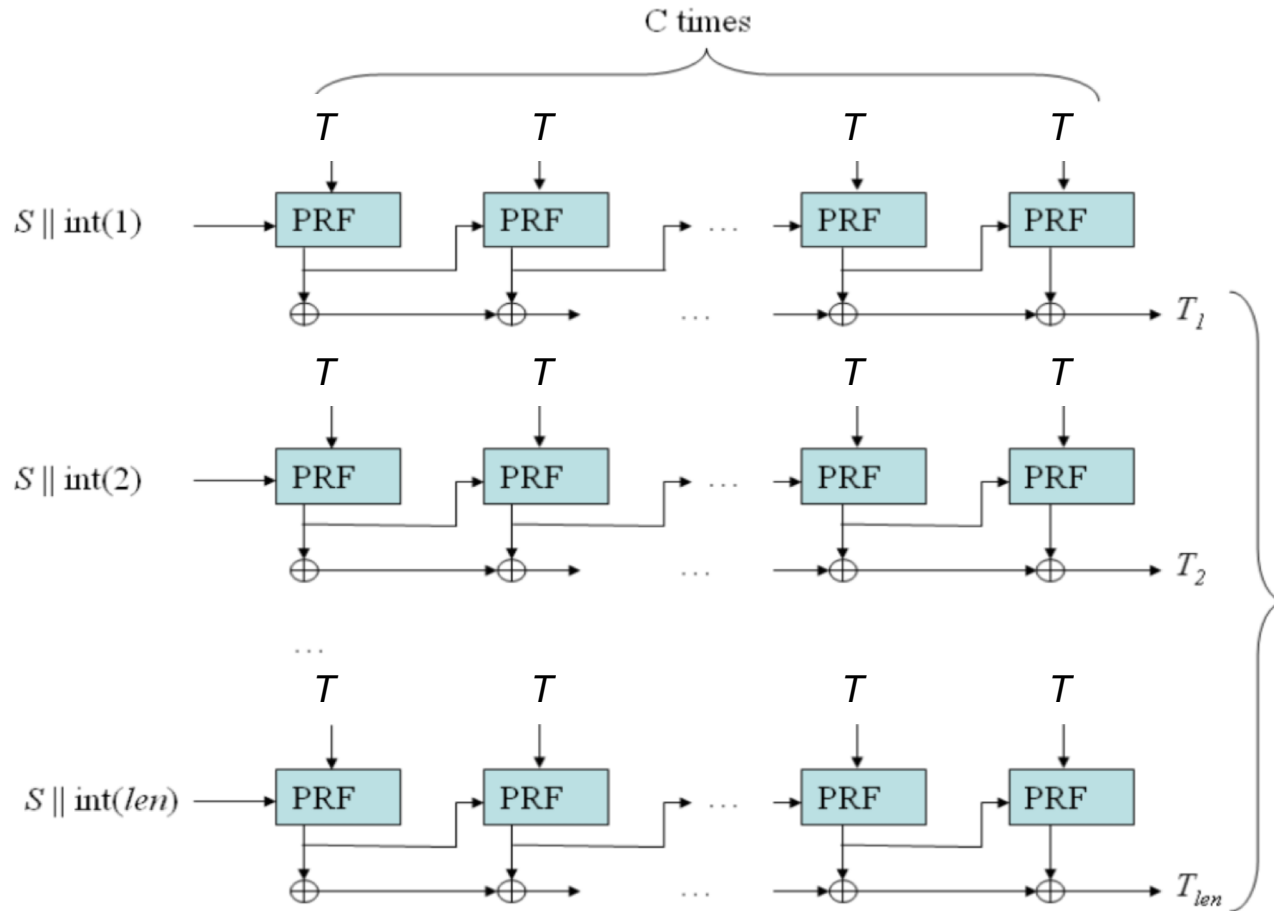 C times
T T T T
S || int(1) PRF PRF ... PRF PRF
... T₁
T T T T
S || int(2) PRF PRF ... PRF PRF
... T₂
...
T T T T
S || int(len) PRF PRF ... PRF PRF
... Tₗₑₙ